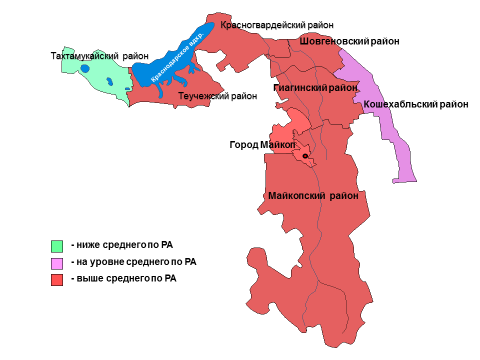 Красногвардейский район
Шовгеновский район
Тахтамукайский район
Краснодарское вдхр.
Гиагинский район
Теучежский район
Кошехабльский район
Город Майкоп
Майкопский район
- ниже среднего по РА
- на уровне среднего по РА
- выше среднего по РА